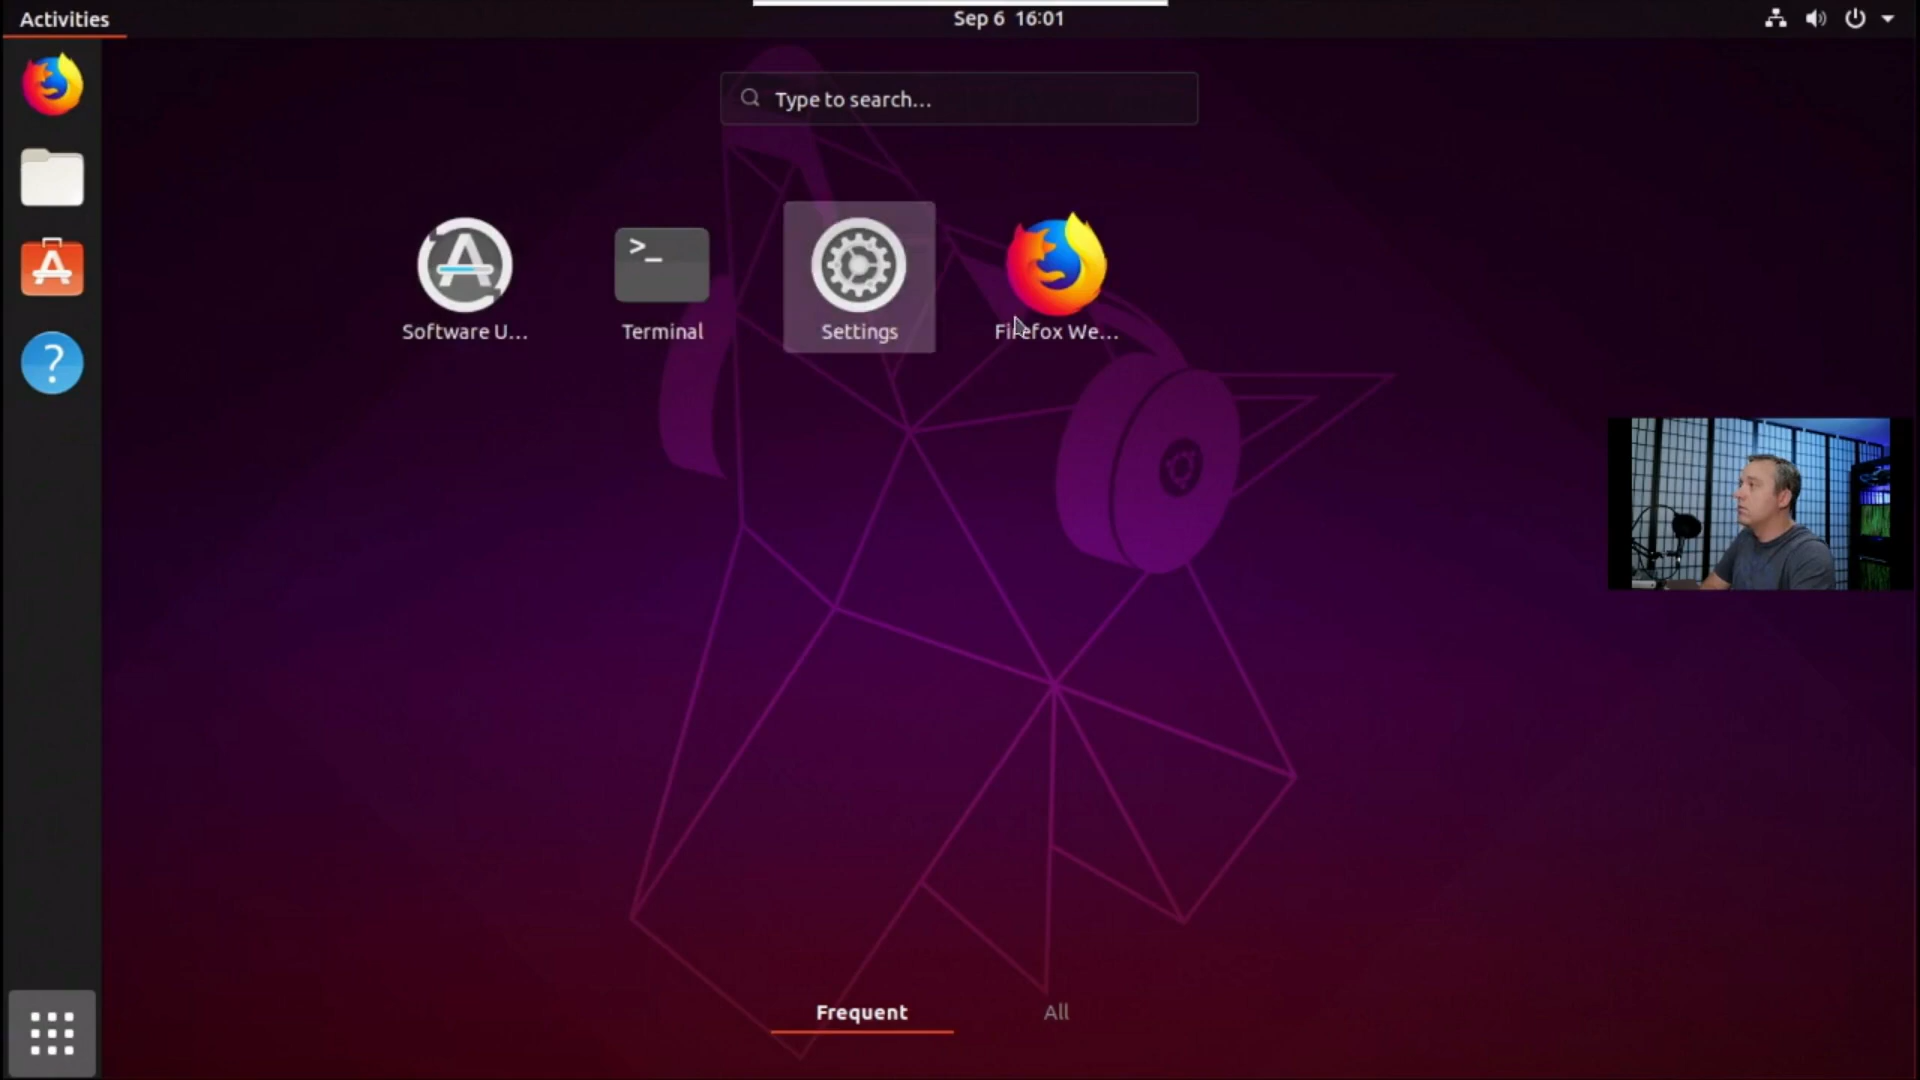 Activities
Sep 6 16:01
Type to search...
Software U...
Terminal
Settings
Firefox We...
Frequent
All